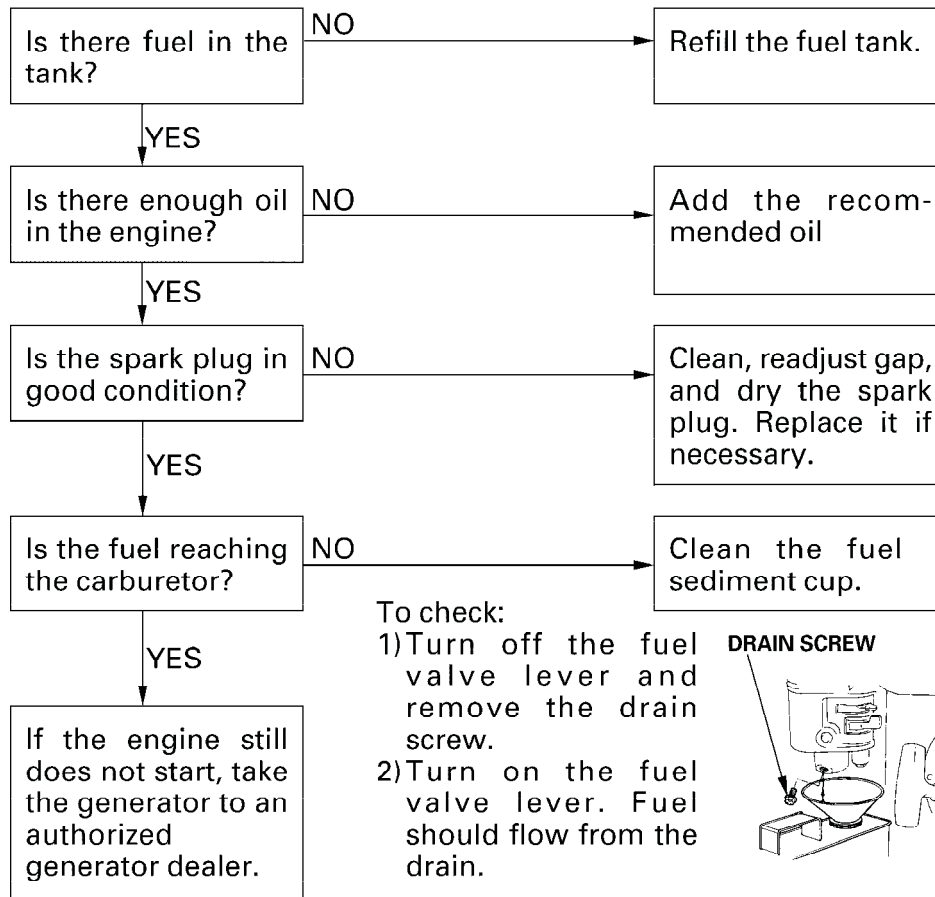 Is there fuel in the
tank?
NO
Refill the fuel tank.
YES
Is there enough oil
in the engine?
NO
Add the recom-
mended oil
YES
Is the spark plug in
good condition?
NO
Clean, readjust gap,
and dry the spark
plug. Replace it if
necessary.
YES
Is the fuel reaching
the carburetor?
NO
Clean the fuel
sediment cup.
To check:
1) Turn off the fuel
valve lever and
remove the drain
screw.
2) Turn on the fuel
valve lever. Fuel
should flow from the
drain.
DRAIN SCREW
YES
If the engine still
does not start, take
the generator to an
authorized
generator dealer.